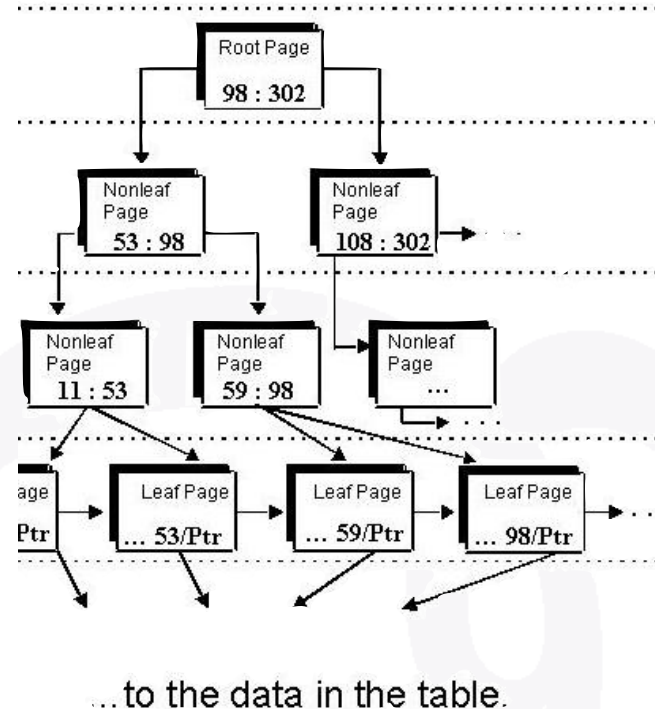 Root Page
98 : 302
Nonleaf
Page
53 : 98
Nonleaf
Page
108 : 302
Nonleaf
Page
11 : 53
Nonleaf
Page
59 : 98
Nonleaf
Page
...
age
Ptr
Leaf Page
... 53/Ptr
Leaf Page
... 59/Ptr
Leaf Page
... 98/Ptr
... to the data in the table.